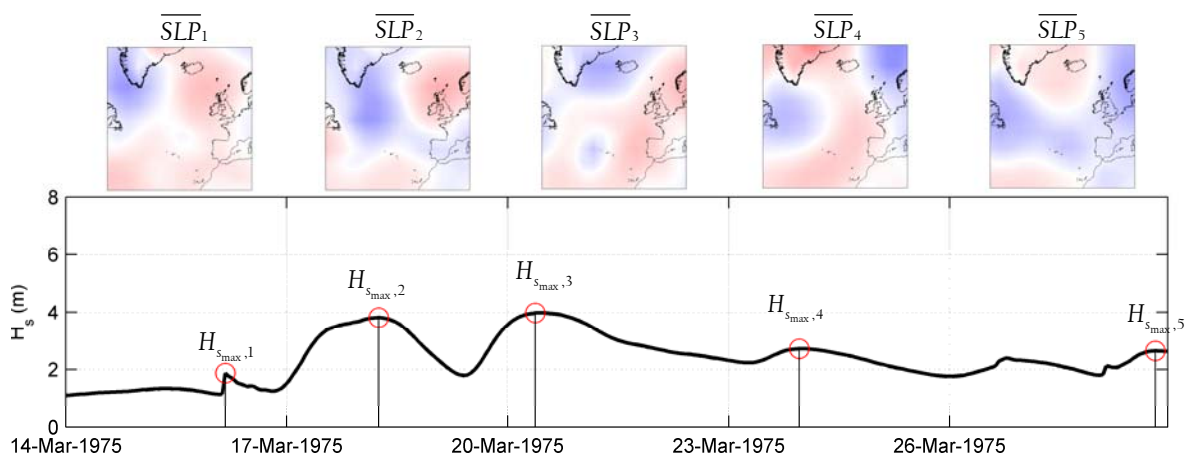 SLP1 SLP2 SLP3 SLP4 SLP5
8
6
4
2
0
Hs (m)
Hsmax,1
Hsmax,2
Hsmax,3
Hsmax,4
Hsmax,5
14-Mar-1975 17-Mar-1975 20-Mar-1975 23-Mar-1975 26-Mar-1975